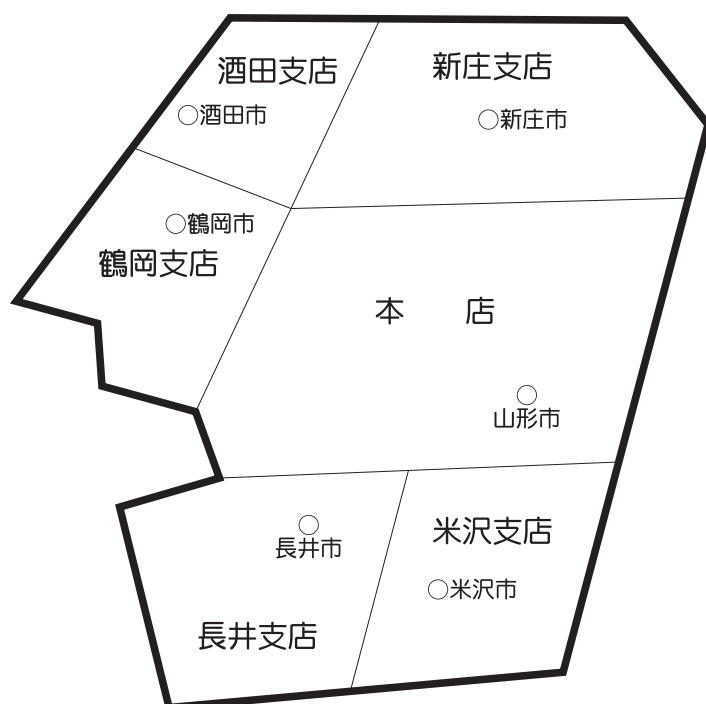 酒田支店
酒田市
新庄支店
新庄市
鶴岡市
鶴岡支店
本　店
山形市
長井市
長井支店
米沢支店
米沢市